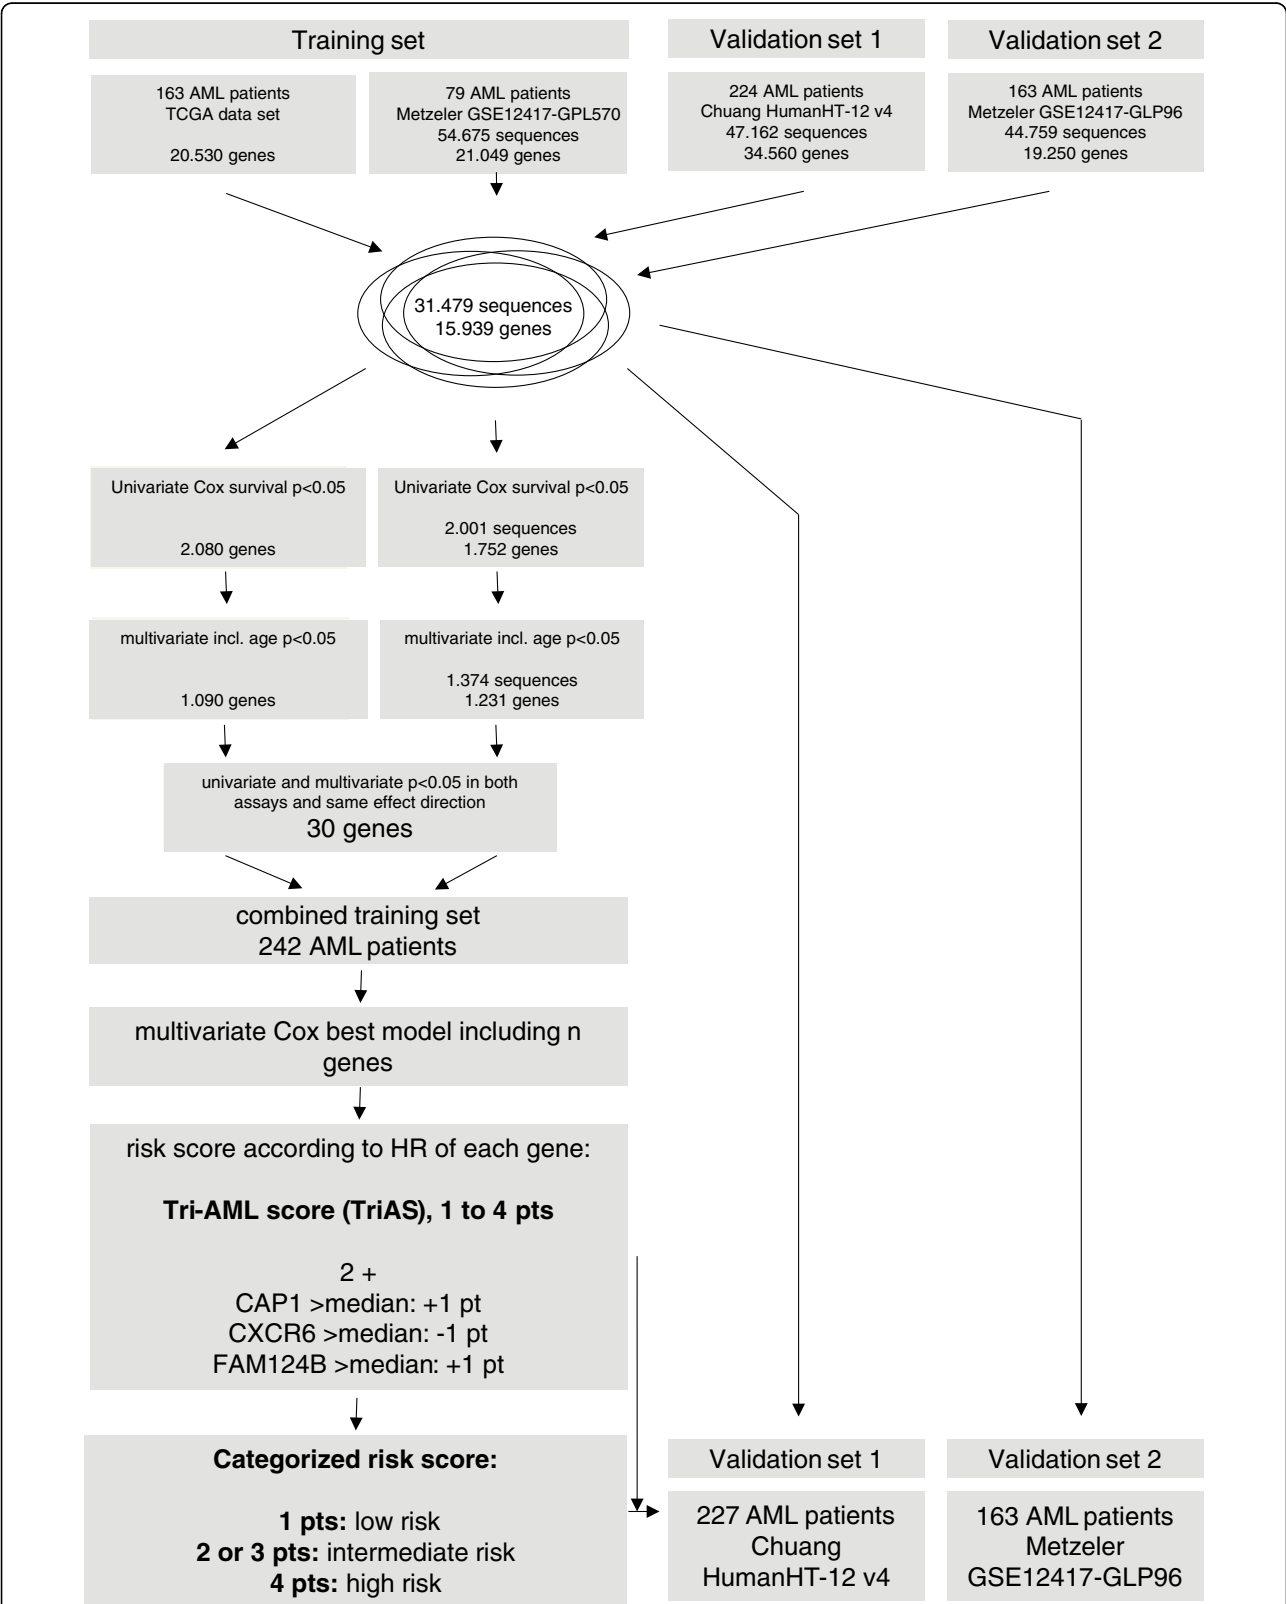 Training set
163 AML patients
TCGA data set
20.530 genes
79 AML patients
Metzeler GSE12417-GPL570
54.675 sequences
21.049 genes
Validation set 1
224 AML patients
Chuang HumanHT-12 v4
47.162 sequences
34.560 genes
Validation set 2
163 AML patients
Metzeler GSE12417-GLP96
44.759 sequences
19.250 genes
31.479 sequences
15.939 genes
Univariate Cox survival p<0.05
2.080 genes
Univariate Cox survival p<0.05
2.001 sequences
1.752 genes
multivariate incl. age p<0.05
1.090 genes
multivariate incl. age p<0.05
1.374 sequences
1.231 genes
univariate and multivariate p<0.05 in both
assays and same effect direction
30 genes
combined training set
242 AML patients
multivariate Cox best model including n
genes
risk score according to HR of each gene:
Tri-AML score (TriAS), 1 to 4 pts
2 +
CAP1 >median: +1 pt
CXCR6 >median: -1 pt
FAM124B >median: +1 pt
Categorized risk score:
1 pts: low risk
2 or 3 pts: intermediate risk
4 pts: high risk
Validation set 1
227 AML patients
Chuang
HumanHT-12 v4
Validation set 2
163 AML patients
Metzeler
GSE12417-GLP96